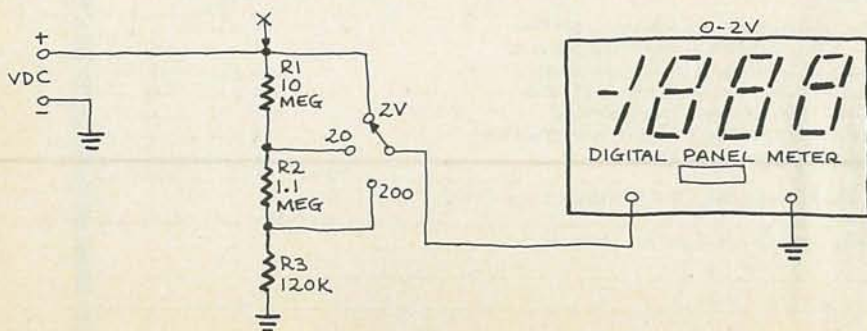 0-2V
+
VDC
-
X
R1
10
MEG
2V
20
R2
1.1
MEG
200
R3
120K
-1888
DIGITAL PANEL METER